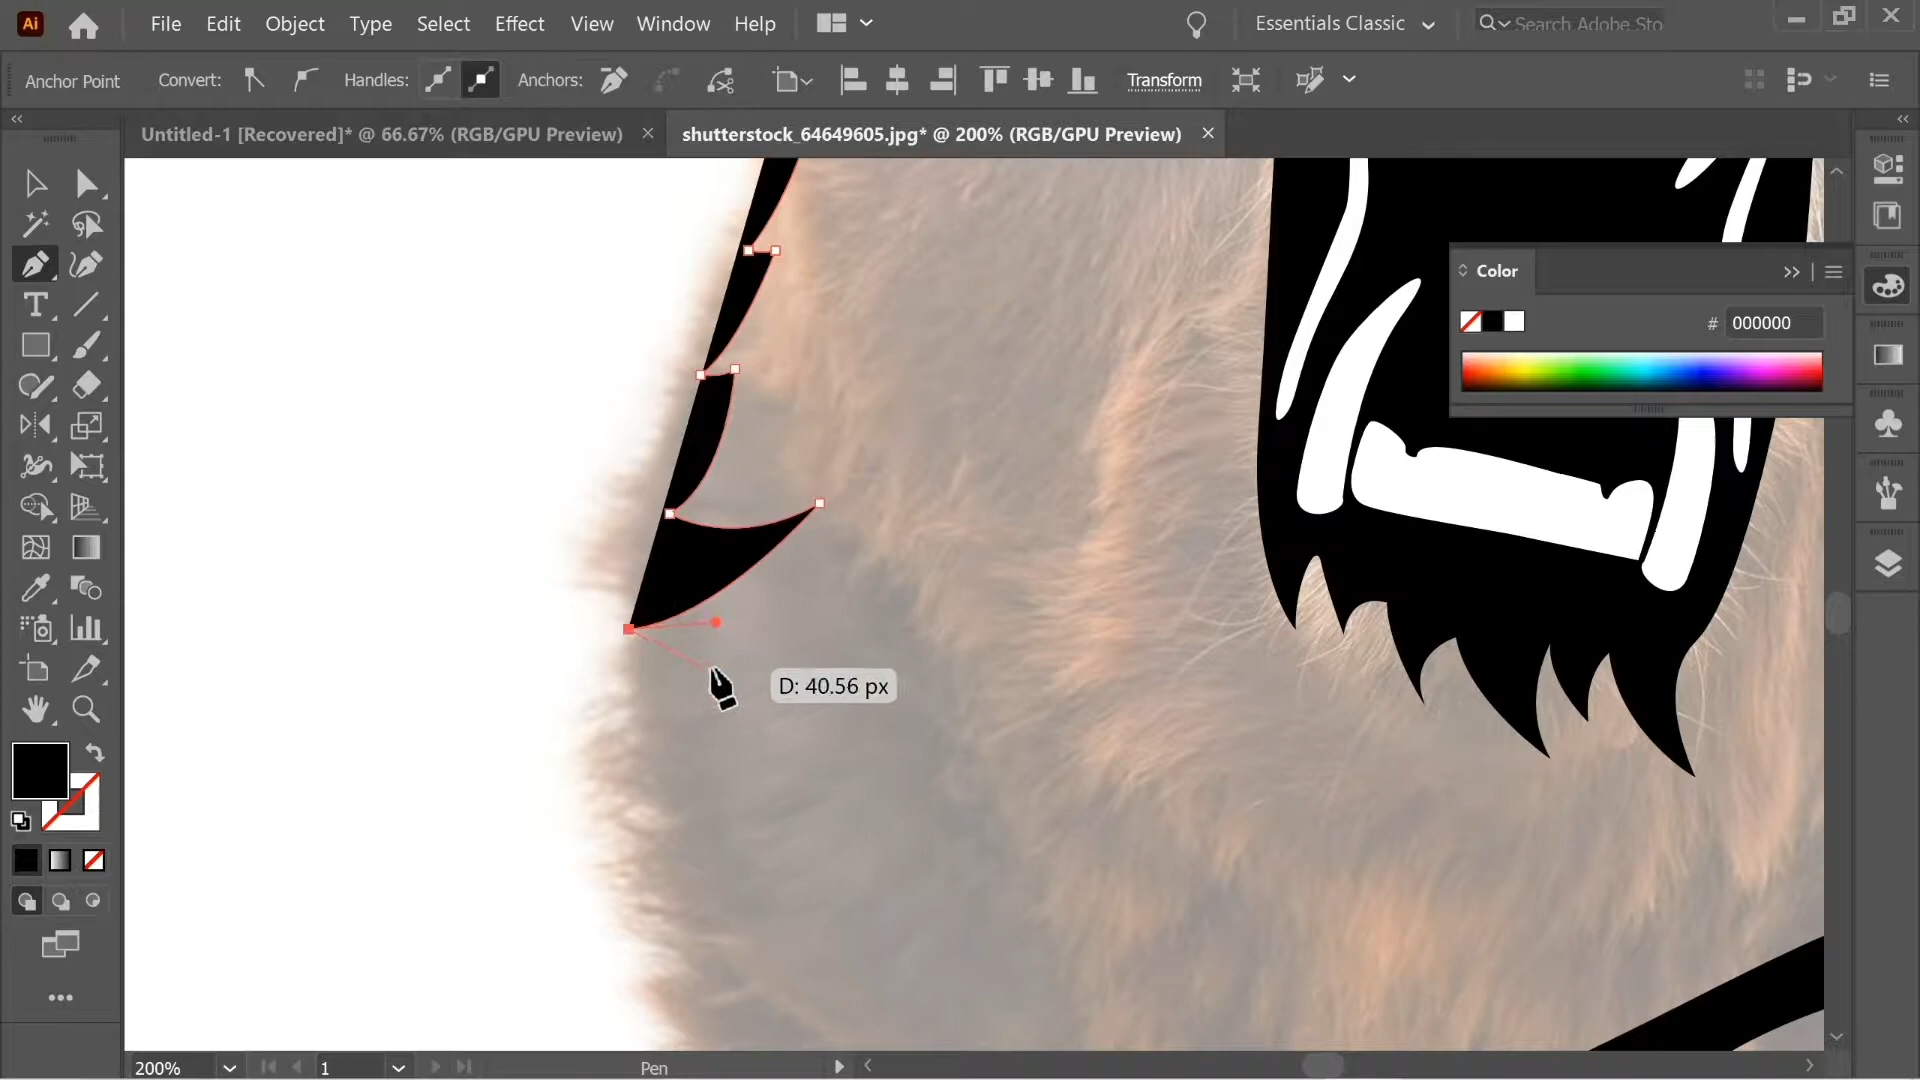 Ai File Edit Object Type Select Effect View Window Help Essentials Classic Search Adobe Sto
Anchor Point Convert: Handles: Anchors: Transform
Untitled-1 [Recovered]* @ 66.67% (RGB/GPU Preview) × shutterstock_64649605.jpg* @ 200% (RGB/GPU Preview) ×
Color
# 000000
D: 40.56 px
200% 1 Pen